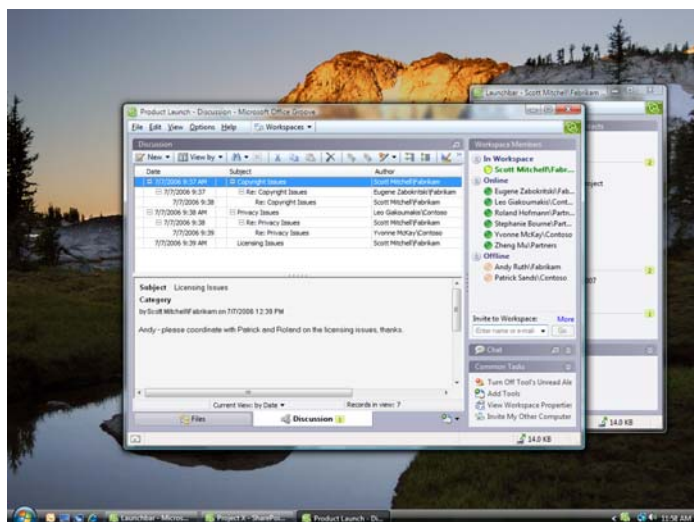 Launchbar - Scott Mitchell\Fabrikam ...
Product Launch - Discussion - Microsoft Office Groove
File Edit View Options Help Workspaces
Discussion
Workspace Members
New View by
Date Subject Author
7/7/2006 9:37 AM Copyright Issues Scott Mitchell\Fabrikam
7/7/2006 9:37 Re: Copyright Issues Eugene Zabokritski\Fabrikam
7/7/2006 9:38 Re: Copyright Issues Scott Mitchell\Fabrikam
7/7/2006 9:38 AM Privacy Issues Leo Giakoumakis\Contoso
7/7/2006 9:38 Re: Privacy Issues Scott Mitchell\Fabrikam
7/7/2006 9:39 Re: Privacy Issues Yvonne McKay\Contoso
7/7/2006 9:39 AM Licensing Issues Scott Mitchell\Fabrikam
In Workspace
Scott Mitchell\Fabr...
Online
Eugene Zabokritski\Fab...
Leo Giakoumakis\Cont...
Roland Hofmann\Partn...
Stephanie Bourne\Part...
Yvonne McKay\Contoso
Zheng Mu\Partners
Offline
Andy Ruth\Fabrikam
Patrick Sands\Contoso
Subject Licensing Issues
Category
by Scott Mitchell\Fabrikam on 7/7/2006 12:39 PM
Andy - please coordinate with Patrick and Roland on the licensing issues, thanks.
Invite to Workspace: More
Enter name or e-mail Go
Chat
Common Tasks
Turn Off Tool's Unread Ale
Add Tools
View Workspace Properties
Invite My Other Computer
Current View: by Date Records in view: 7
Files Discussion 1
14.0 KB
14.0 KB
Launchbar - Micros... Project X - SharePoi... Product Launch - Di...
11:58 AM